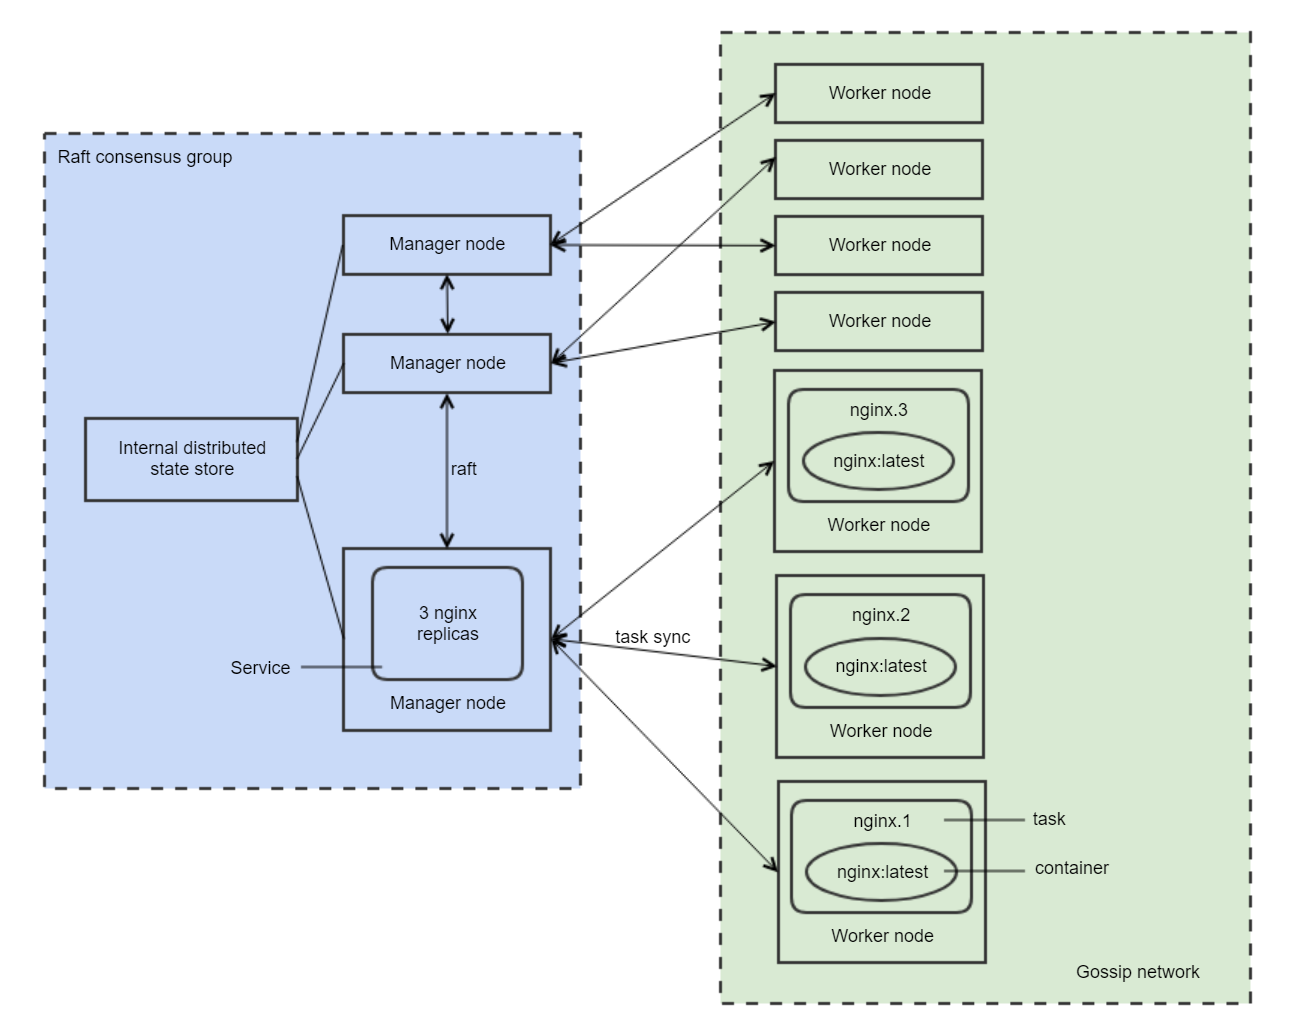 Raft consensus group
Manager node
Manager node
Internal distributed
state store
raft
3 nginx
replicas
Service
Manager node
task sync
Worker node
Worker node
Worker node
Worker node
nginx.3
nginx:latest
Worker node
nginx.2
nginx:latest
Worker node
nginx.1
task
nginx:latest
container
Worker node
Gossip network